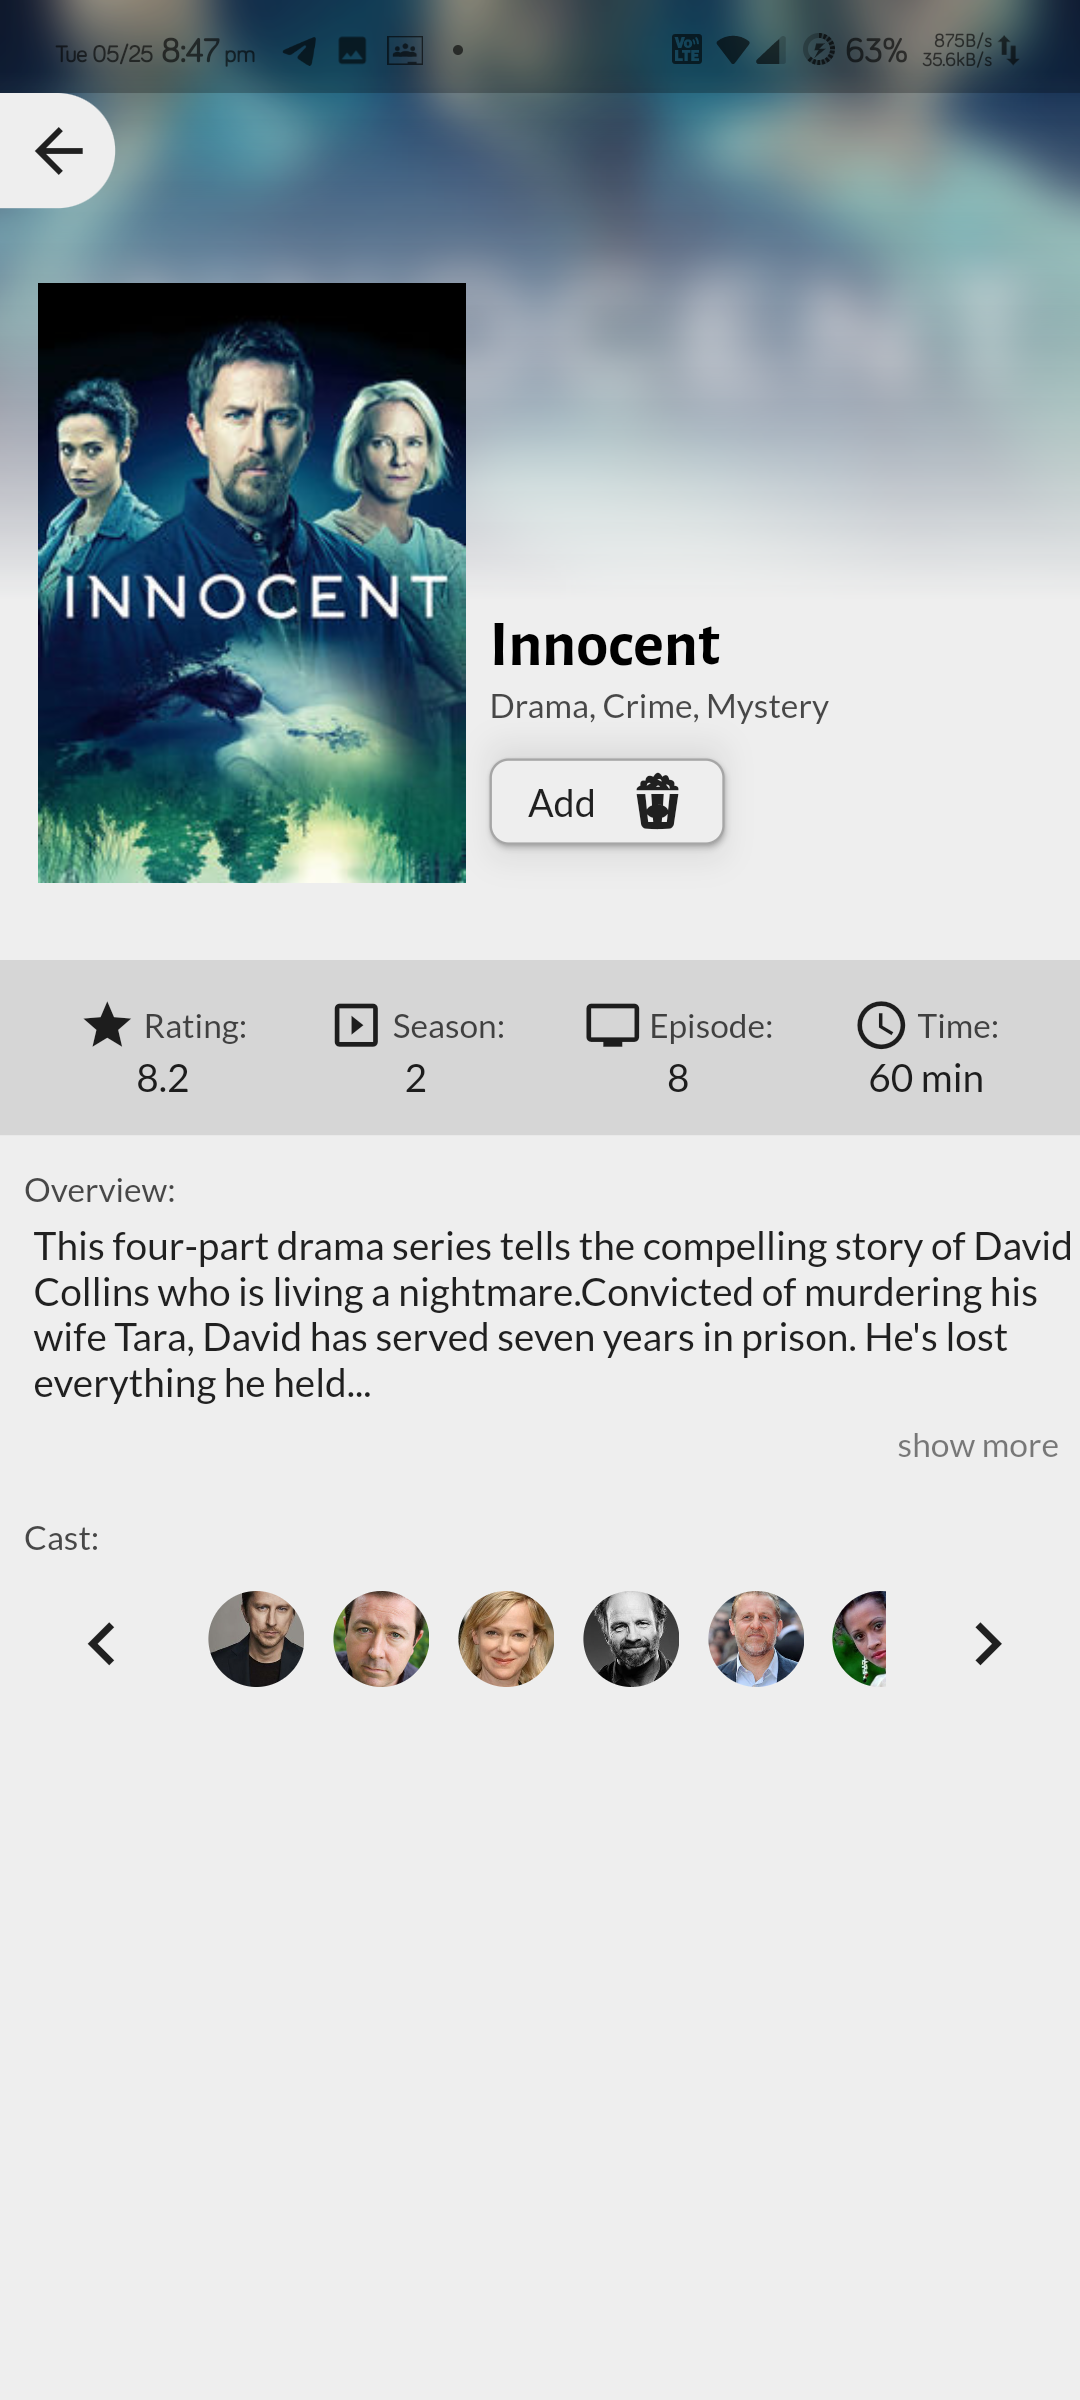 Tue 05/25 8:47 pm
Vo LTE
63%
875B/s
35.6kB/s
INNOCENT
Innocent
Drama, Crime, Mystery
Add
Rating: Season: Episode: Time:
8.2 2 8 60 min
Overview:
This four-part drama series tells the compelling story of David
Collins who is living a nightmare.Convicted of murdering his
wife Tara, David has served seven years in prison. He's lost
everything he held...
show more
Cast: